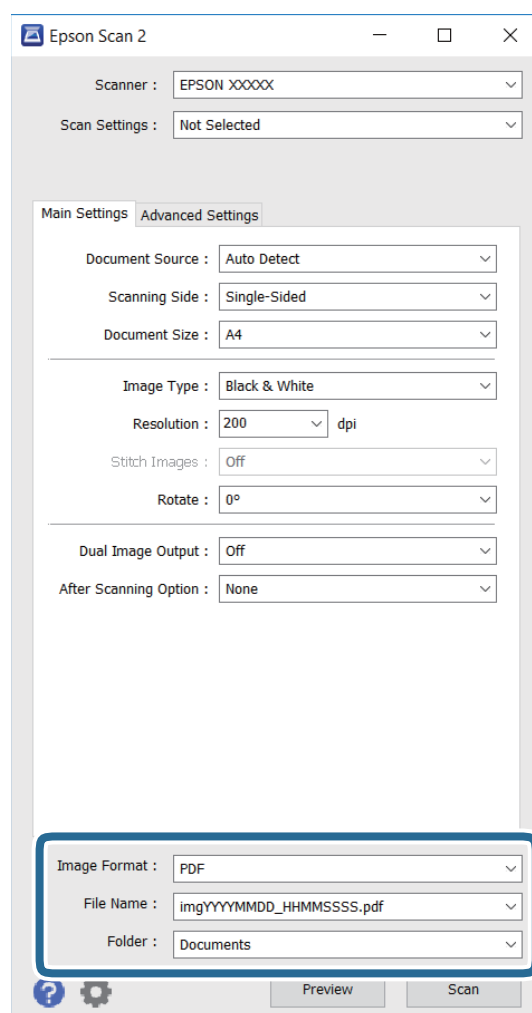 Epson Scan 2
Scanner : EPSON XXXXX
Scan Settings : Not Selected
Main Settings Advanced Settings
Document Source : Auto Detect
Scanning Side : Single-Sided
Document Size : A4
Image Type : Black & White
Resolution : 200 dpi
Stitch Images : Off
Rotate : 0°
Dual Image Output : Off
After Scanning Option : None
Image Format : PDF
File Name : imgYYYYMMDD_HHMMSSSS.pdf
Folder : Documents
? Preview Scan